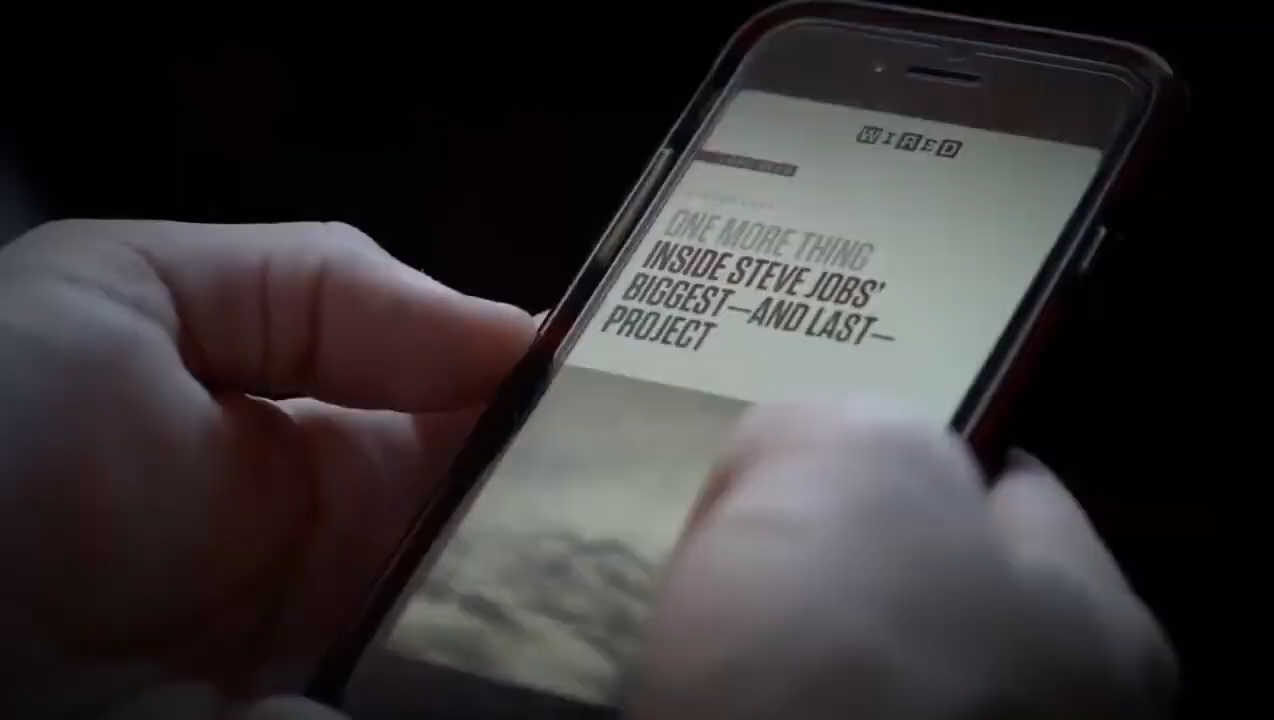 WIRED
ONE MORE THING
INSIDE STEVE JOBS'
BIGGEST—AND LAST—
PROJECT